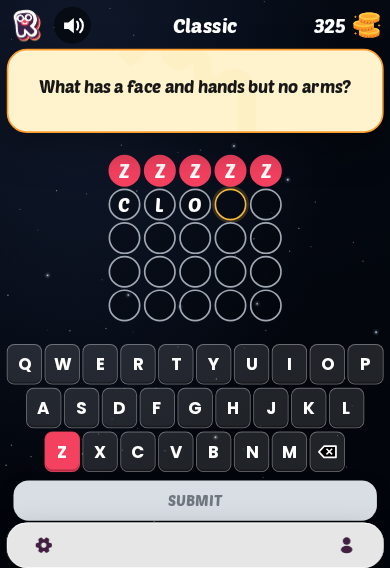 Classic
325
What has a face and hands but no arms?
Z Z Z Z Z
C L O
Q W E R T Y U I O P
A S D F G H J K L
Z X C V B N M
SUBMIT